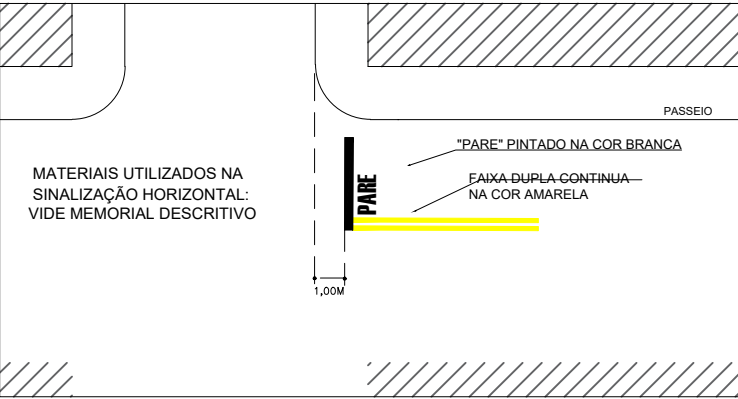 PASSEIO
"PARE" PINTADO NA COR BRANCA
MATERIAIS UTILIZADOS NA
SINALIZAÇÃO HORIZONTAL:
VIDE MEMORIAL DESCRITIVO
PARE
FAIXA DUPLA CONTINUA
NA COR AMARELA
1,00M